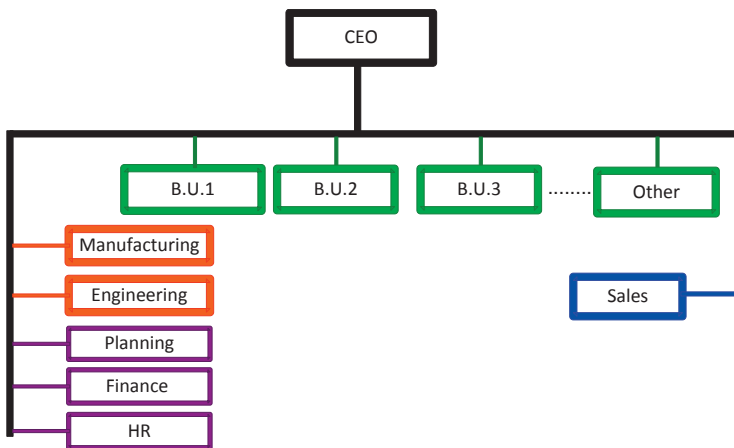 CEO
B.U.1
B.U.2
B.U.3
........
Other
Manufacturing
Engineering
Sales
Planning
Finance
HR